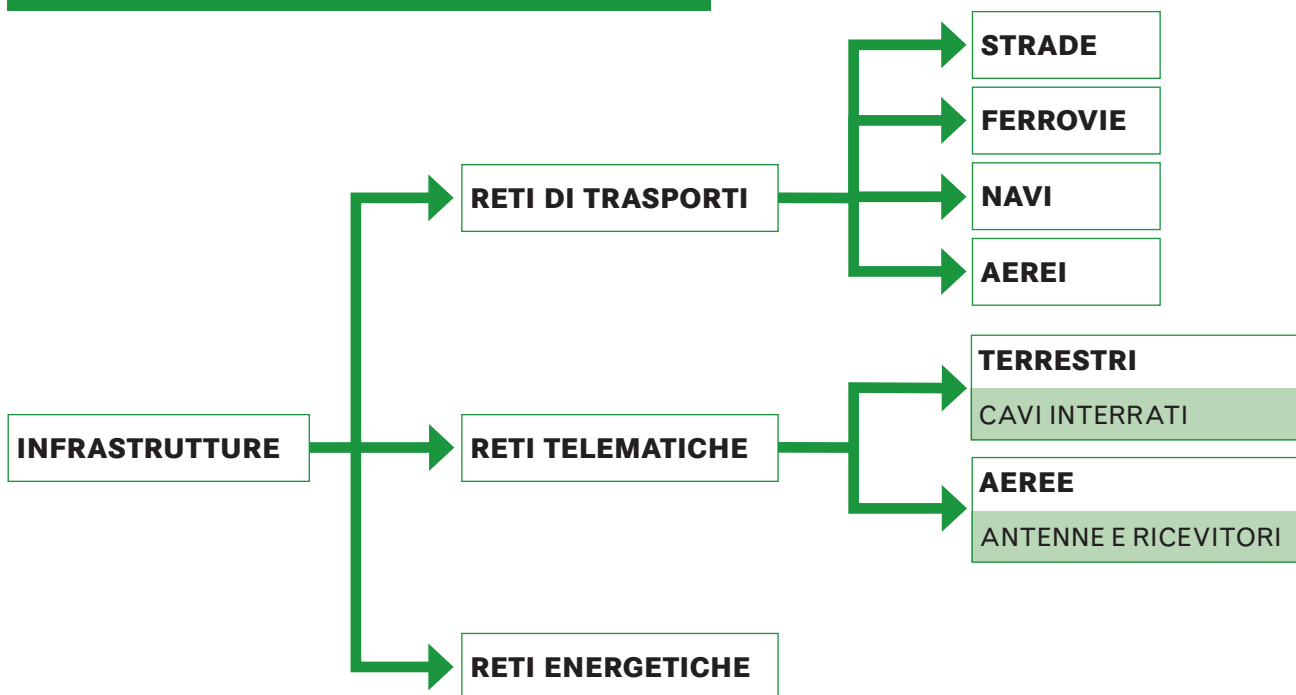 STRADE
FERROVIE
RETI DI TRASPORTI
NAVI
AEREI
TERRESTRI
CAVI INTERRATI
INFRASTRUTTURE
RETI TELEMATICHE
AEREE
ANTENNE E RICEVITORI
RETI ENERGETICHE